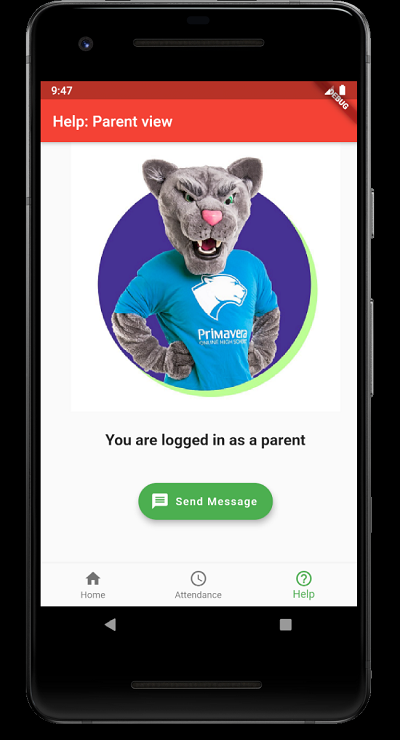 9:47
DEBUG
Help: Parent view
Primavera
ONLINE HIGH SCHOOL
You are logged in as a parent
Send Message
Home
Attendance
Help